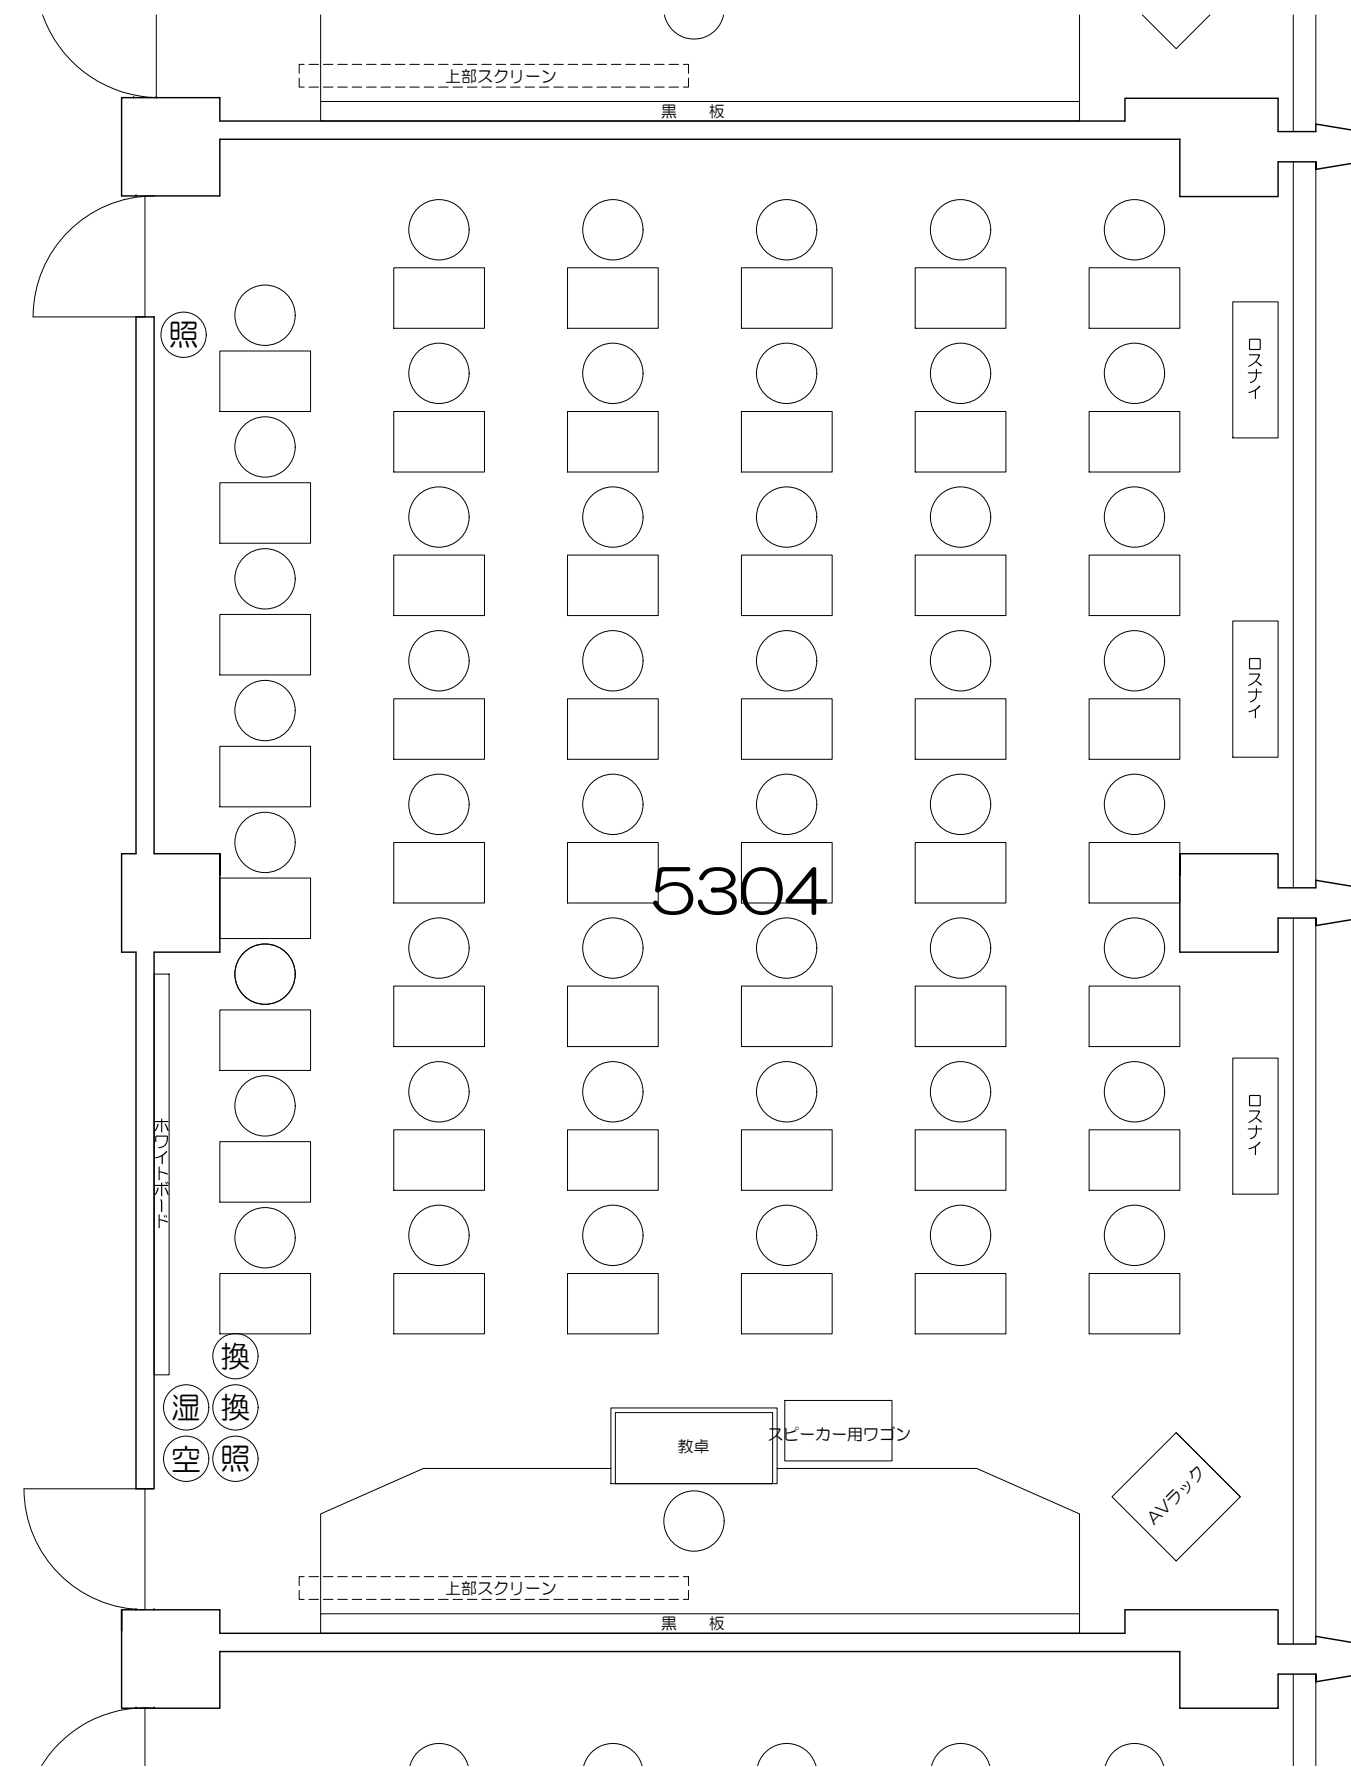 上部スクリーン
黒 板
照
ロスナイ
ロスナイ
5304
ロスナイ
ホワイトボード
換
湿 換
空 照
教卓
スピーカー用ワゴン
AVラック
上部スクリーン
黒 板